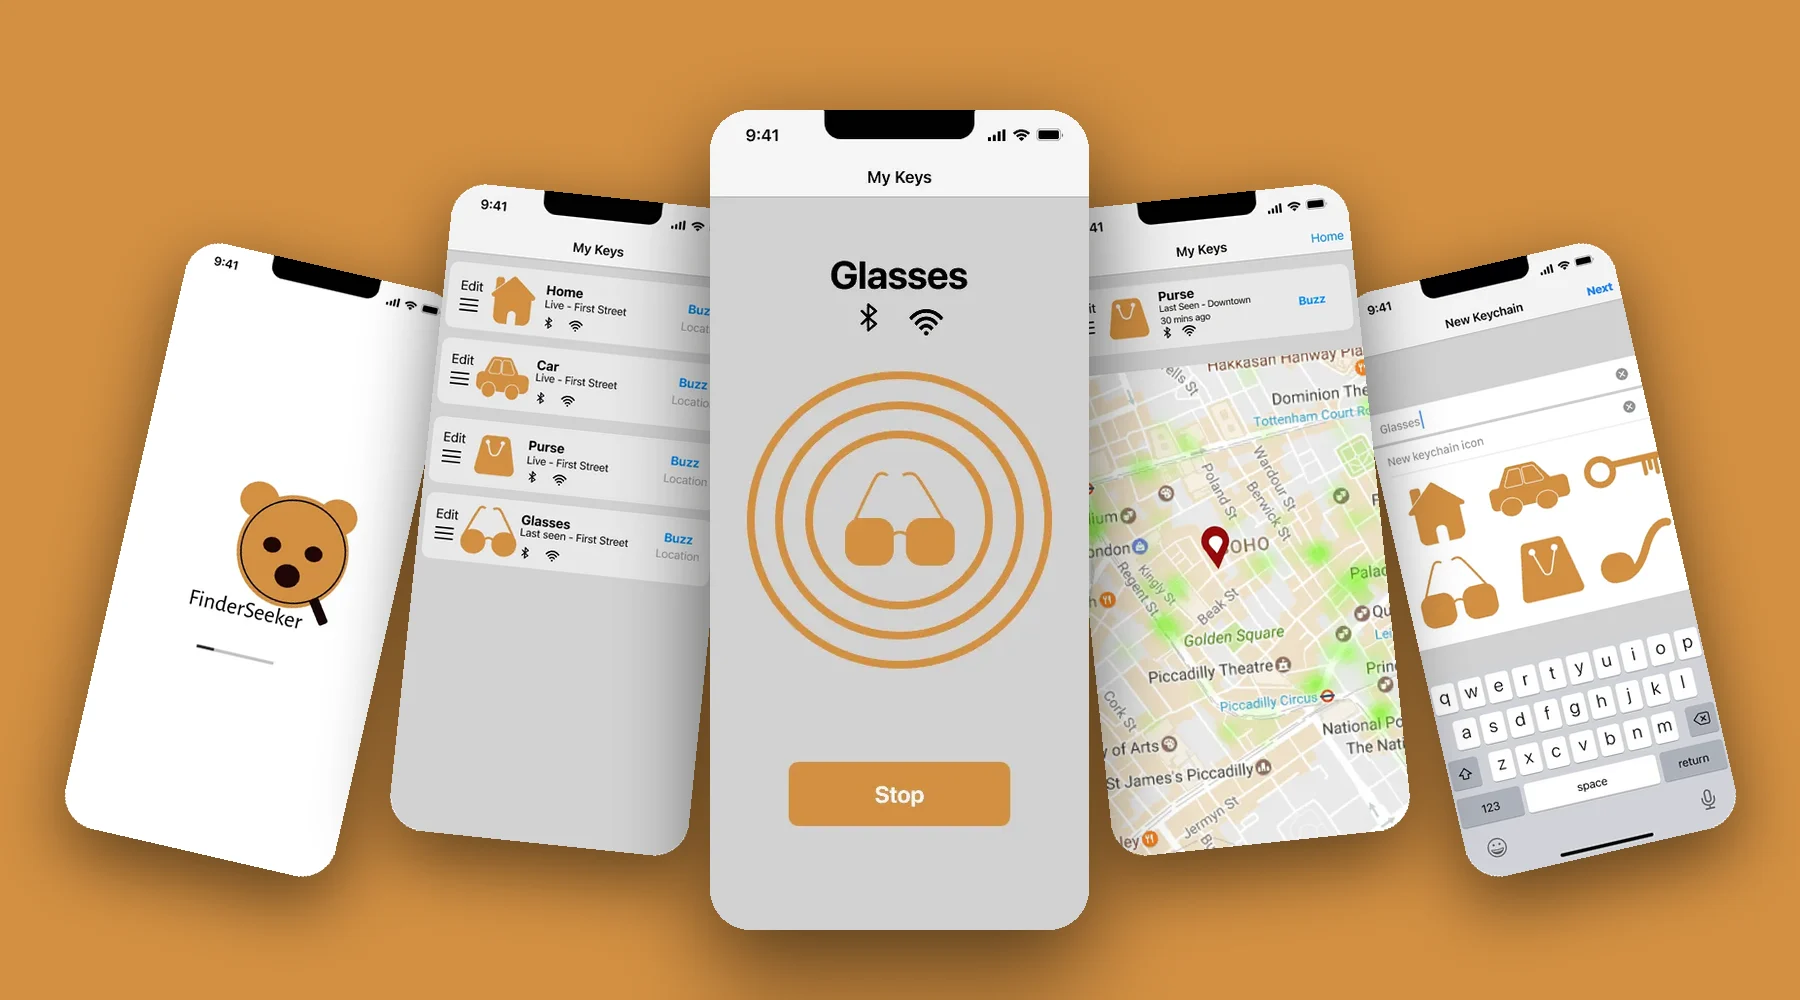 9:41
FinderSeeker
9:41
My Keys
Edit
Home
Live - First Street
Edit
Car
Live - First Street
Buzz
Edit
Purse
Live - First Street
Buzz
Location
Edit
Glasses
Last seen - First Street
Buzz
Location
9:41
My Keys
Glasses
Stop
My Keys
Home
Purse
Last Seen - Downtown
30 mins ago
Buzz
Hakkasan Hanway Pla
Dominion The
Tottenham Court Ro
Wardour St
Poland St
Berwick St
OHO
Kingly St
Regent St
Beak St
Golden Square
Piccadilly Theatre
Piccadilly Circus
Cork St
National Po
The Nati
y of Arts
St James's Piccadilly
Jermyn St
9:41
New Keychain
Next
Glasses
New keychain icon
q w e r t y u i o p
a s d f g h j k l
z x c v b n m
123
space
return